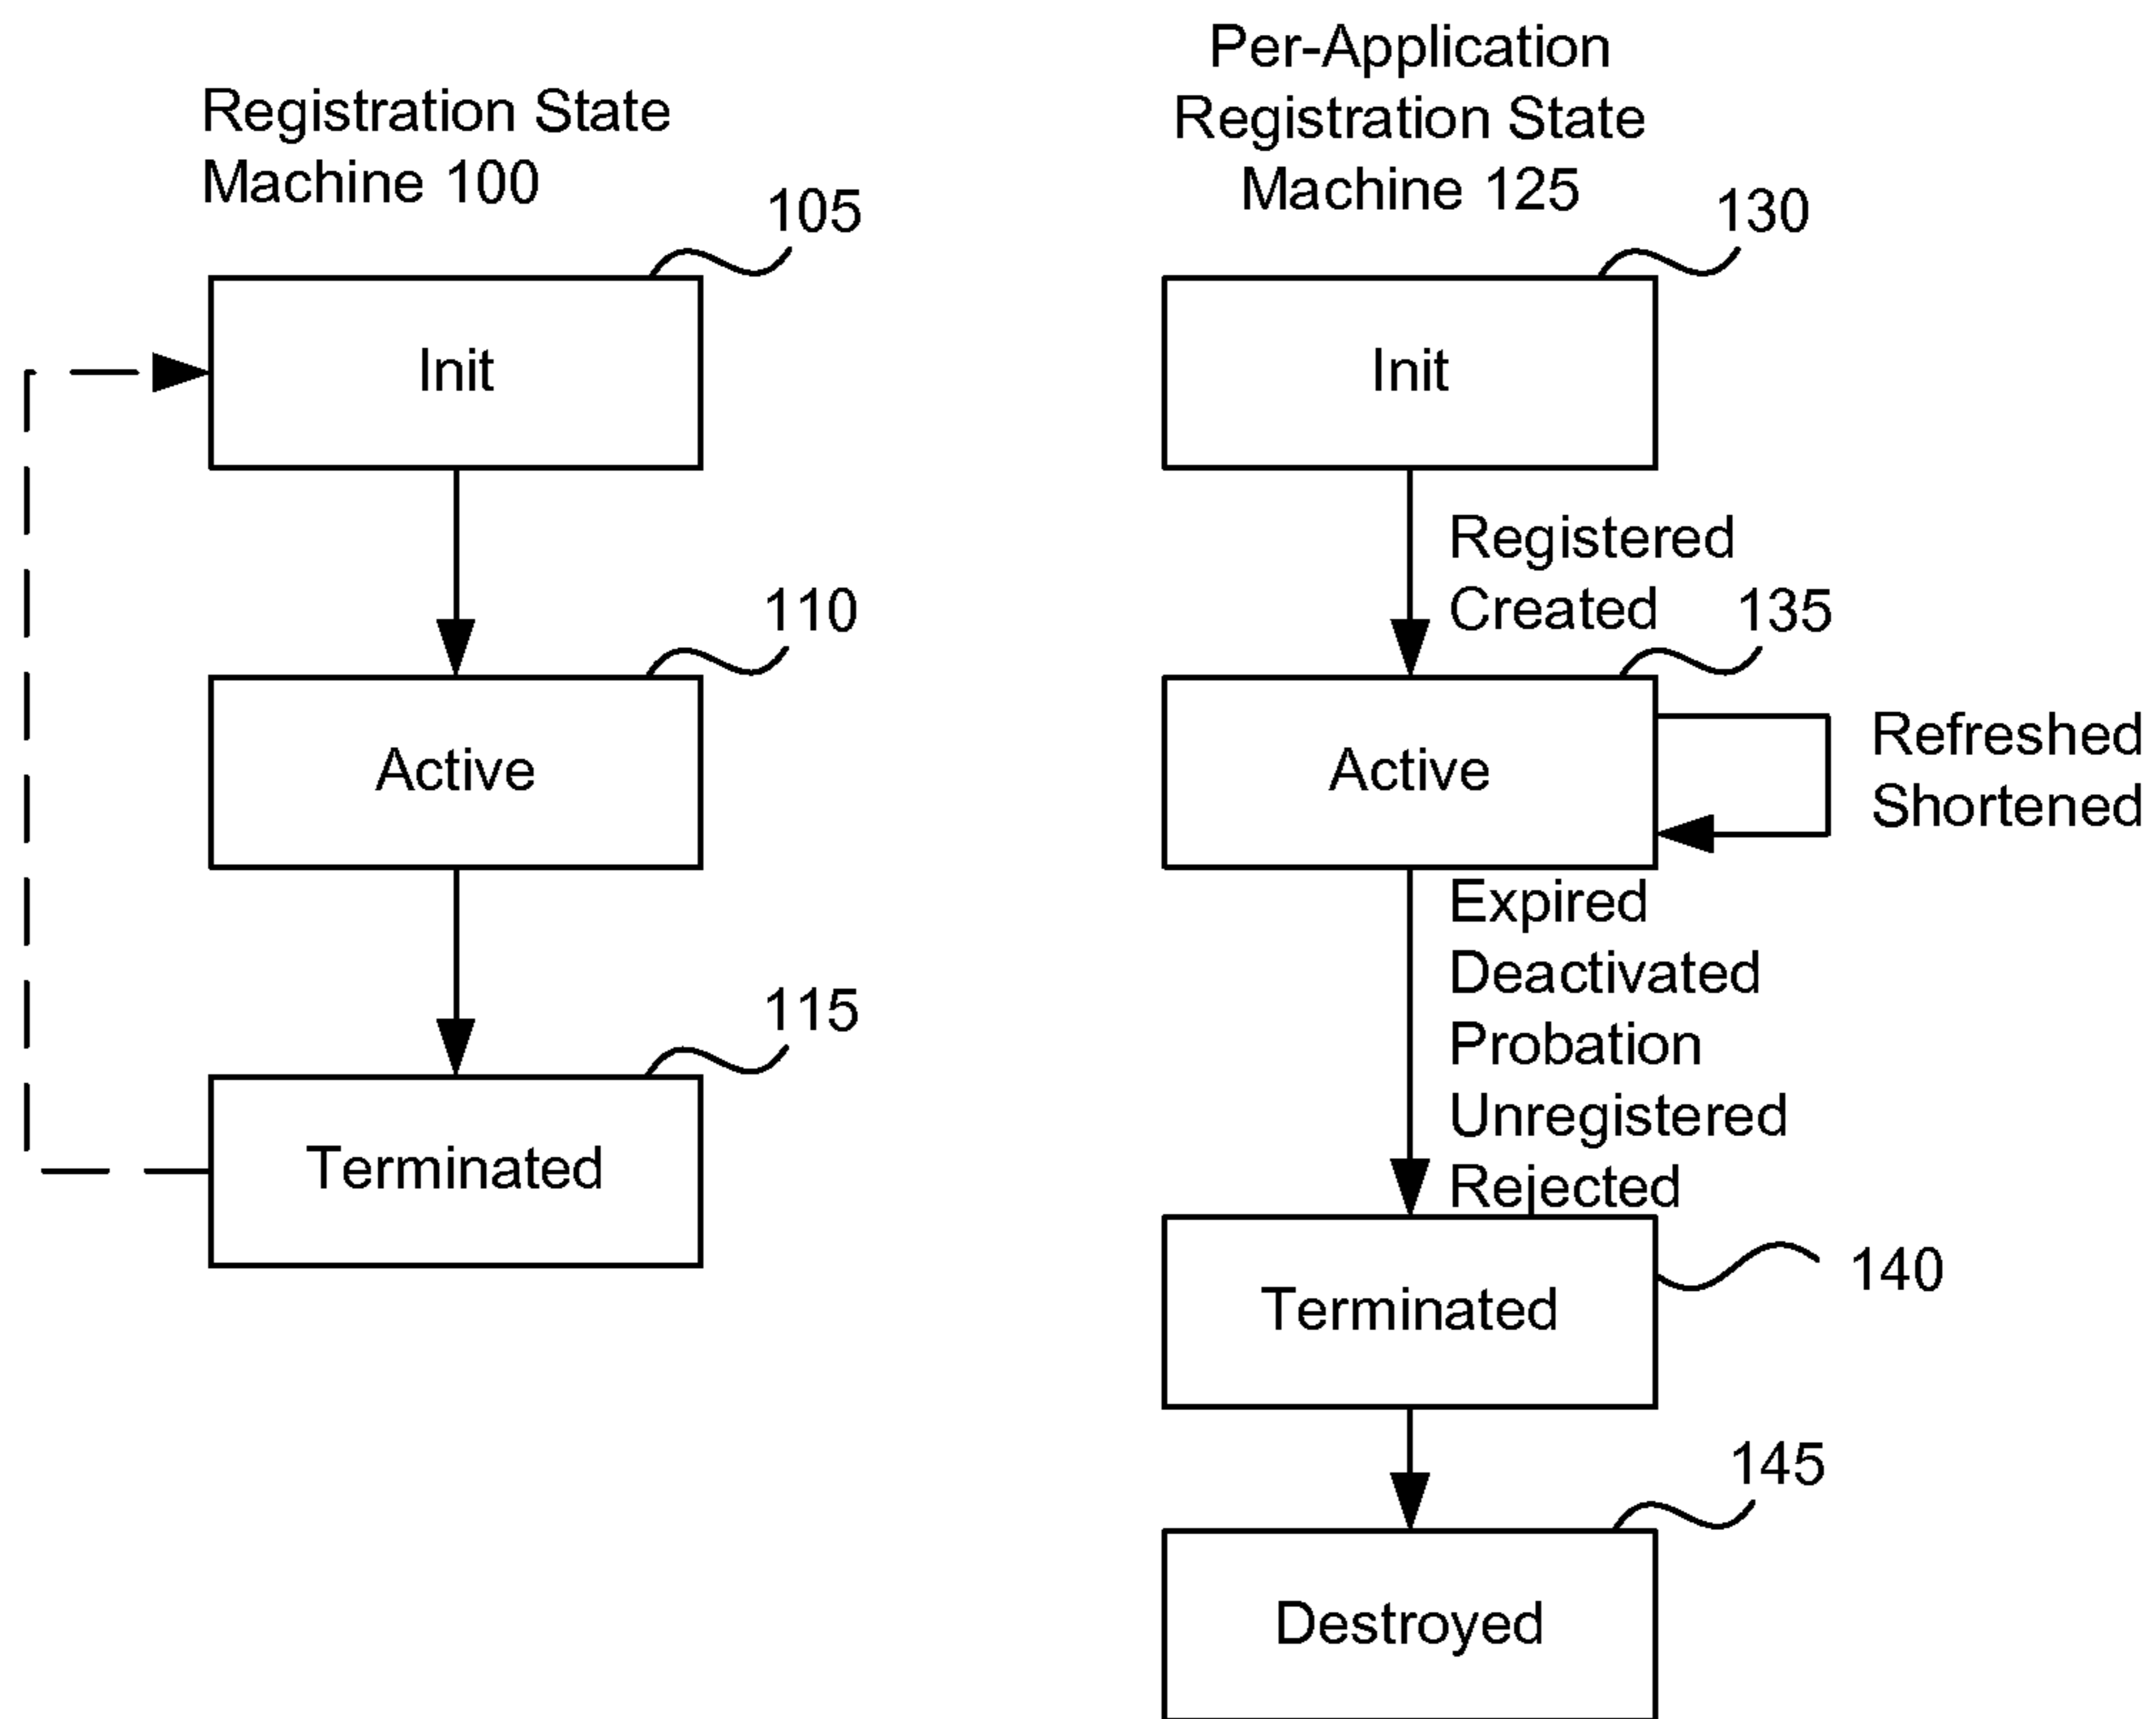 Registration State
Machine 100
105
Init
110
Active
115
Terminated
Per-Application
Registration State
Machine 125
130
Init
Registered
Created
135
Active
Refreshed
Shortened
Expired
Deactivated
Probation
Unregistered
Rejected
140
Terminated
145
Destroyed